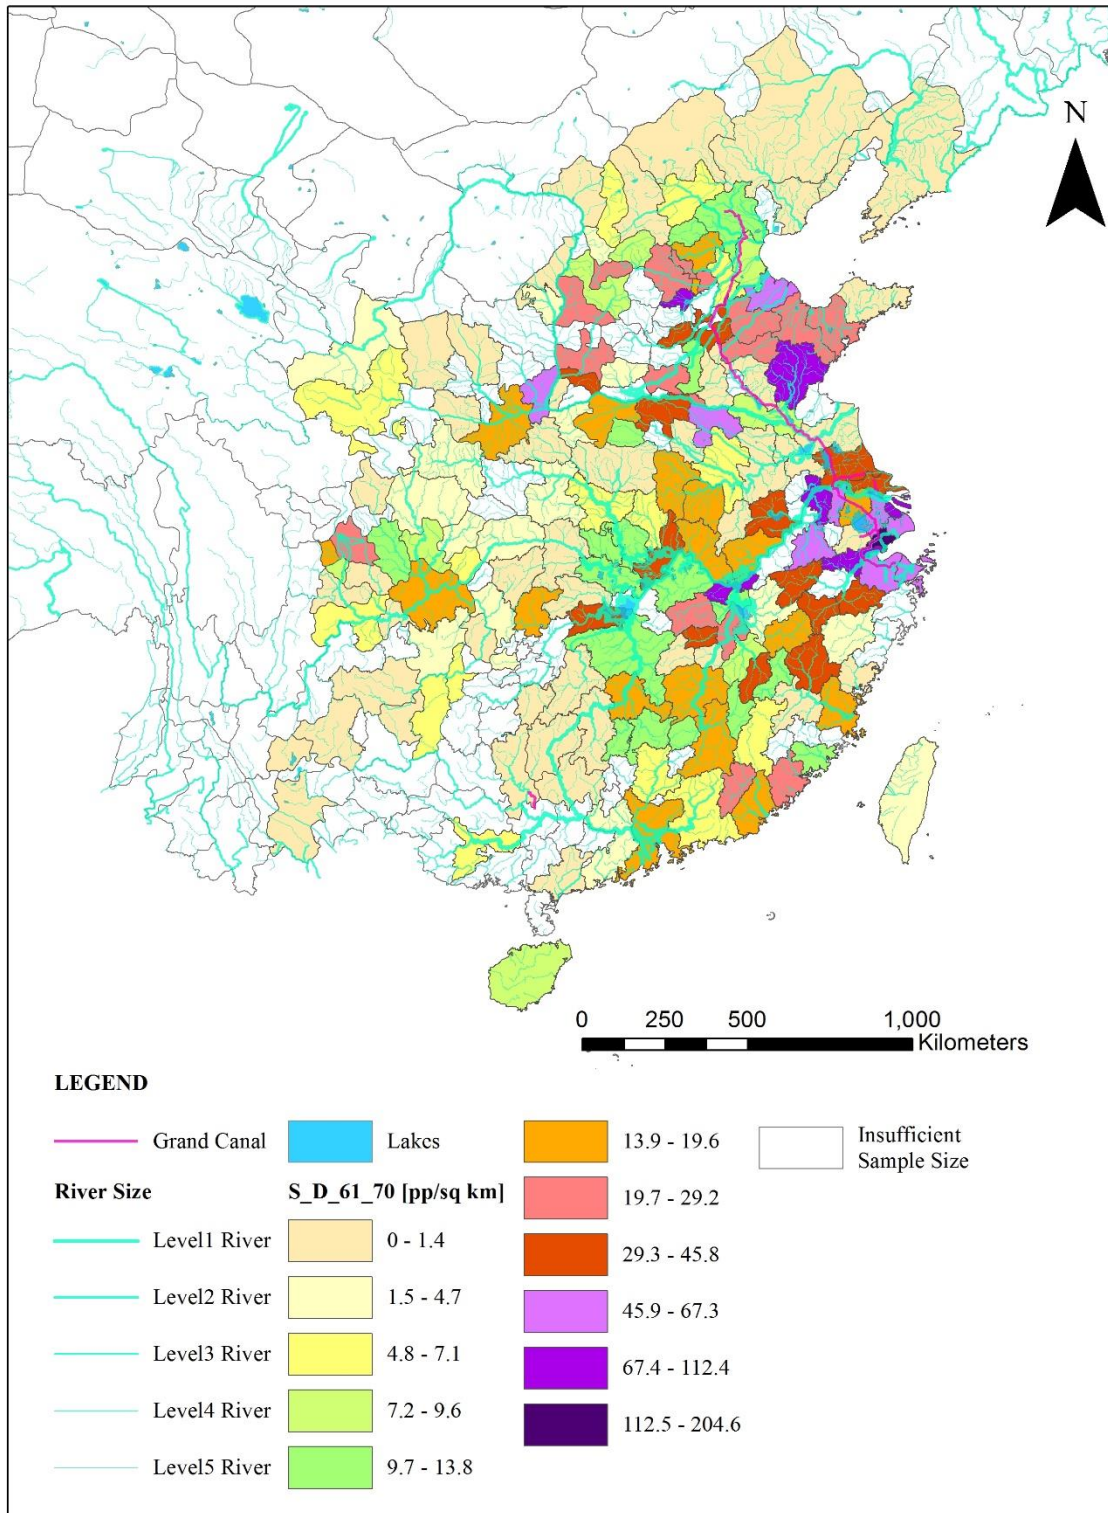 N
0 250 500 1,000
Kilometers
LEGEND
Grand Canal
River Size
Level1 River
Level2 River
Level3 River
Level4 River
Level5 River
Lakes
S_D_61_70 [pp/sq km]
0 - 1.4
1.5 - 4.7
4.8 - 7.1
7.2 - 9.6
9.7 - 13.8
13.9 - 19.6
19.7 - 29.2
29.3 - 45.8
45.9 - 67.3
67.4 - 112.4
112.5 - 204.6
Insufficient
Sample Size